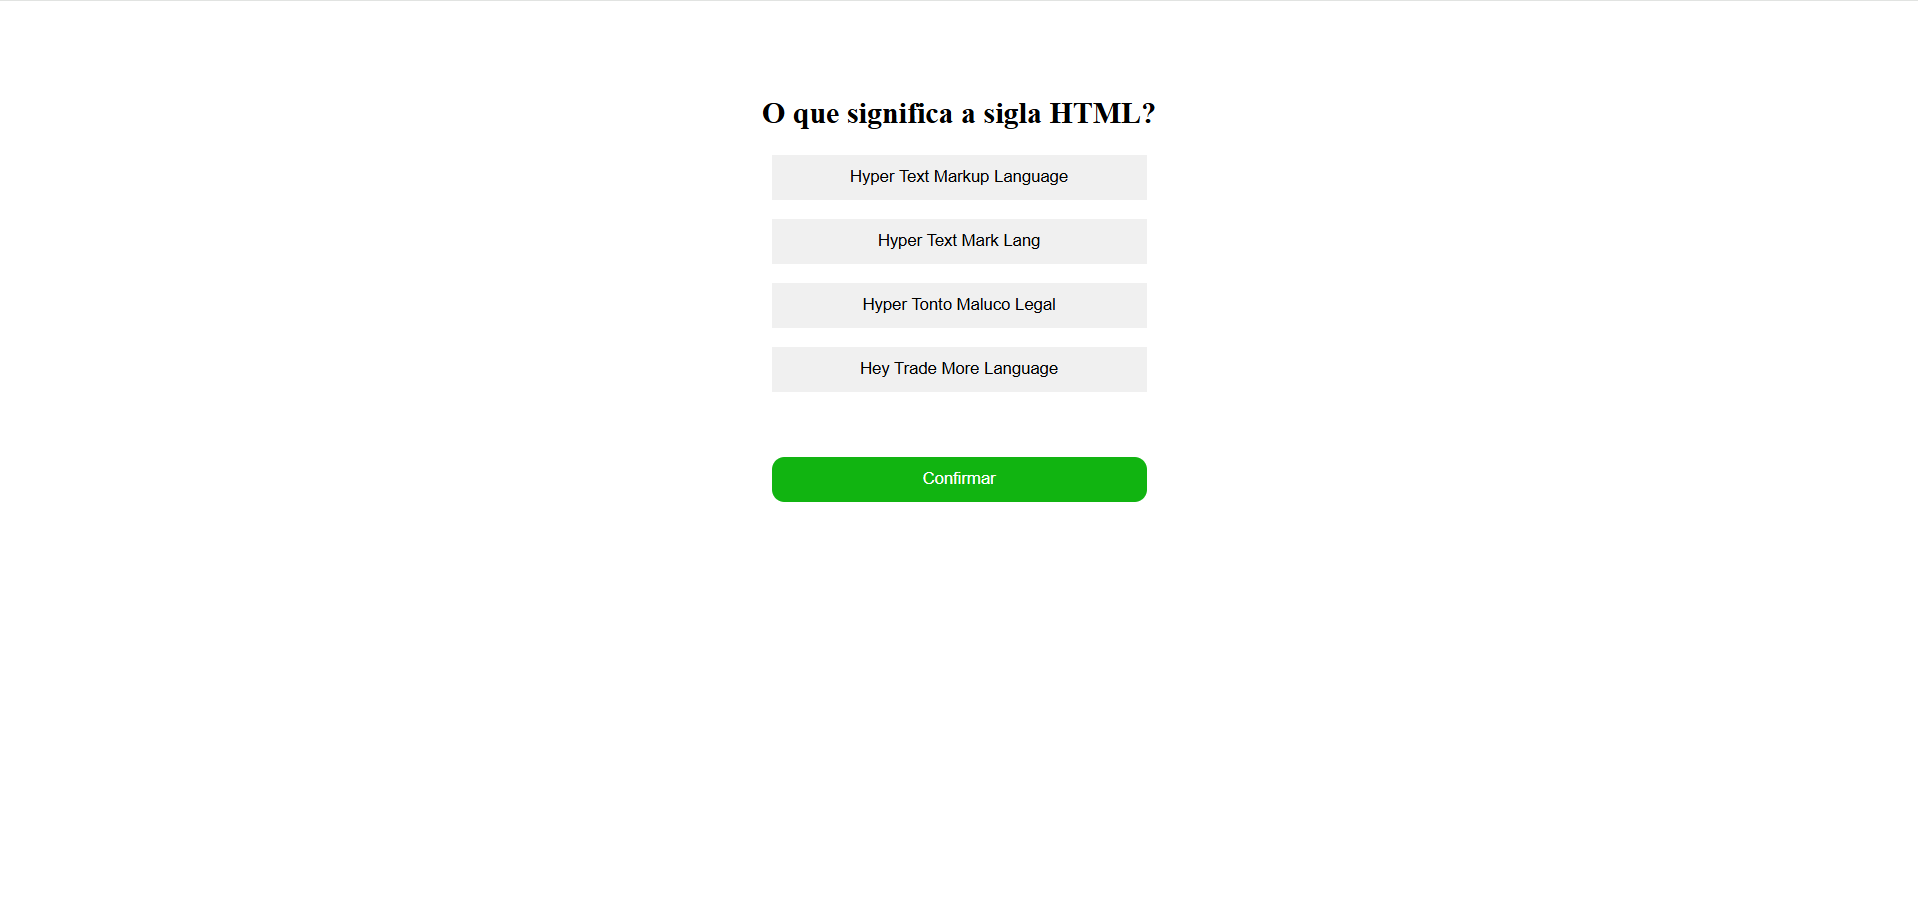 O que significa a sigla HTML?
Hyper Text Markup Language
Hyper Text Mark Lang
Hyper Tonto Maluco Legal
Hey Trade More Language
Confirmar